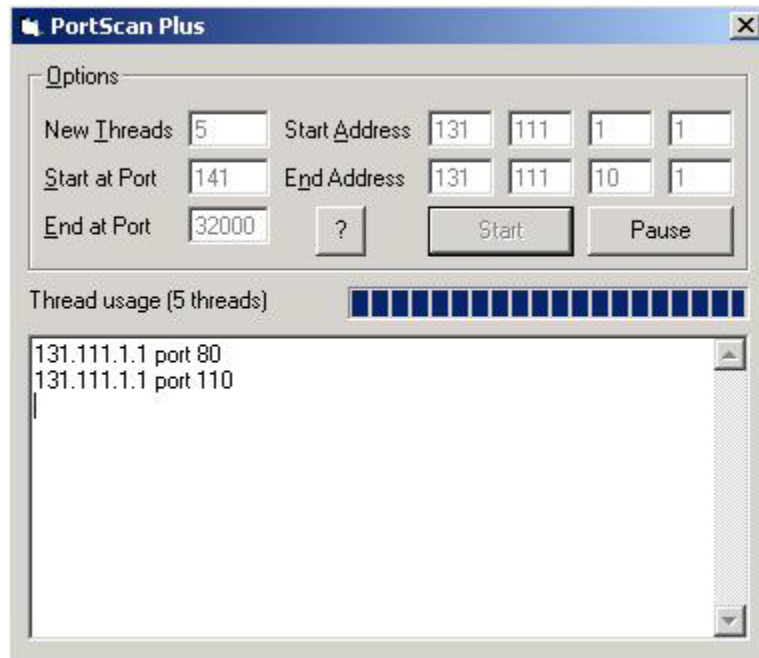 PortScan Plus
Options
New Threads 5 Start Address 131 111 1 1
Start at Port 141 End Address 131 111 10 1
End at Port 32000 ? Start Pause
Thread usage (5 threads)
131.111.1.1 port 80
131.111.1.1 port 110